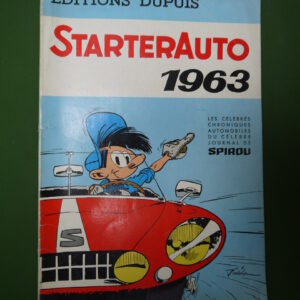 EDITIONS DUPUIS
STARTERAUTO
1963
LES CÉLÈBRES
CHRONIQUES
AUTOMOBILES
DU CÉLÈBRE
JOURNAL DE
SPIROU
S